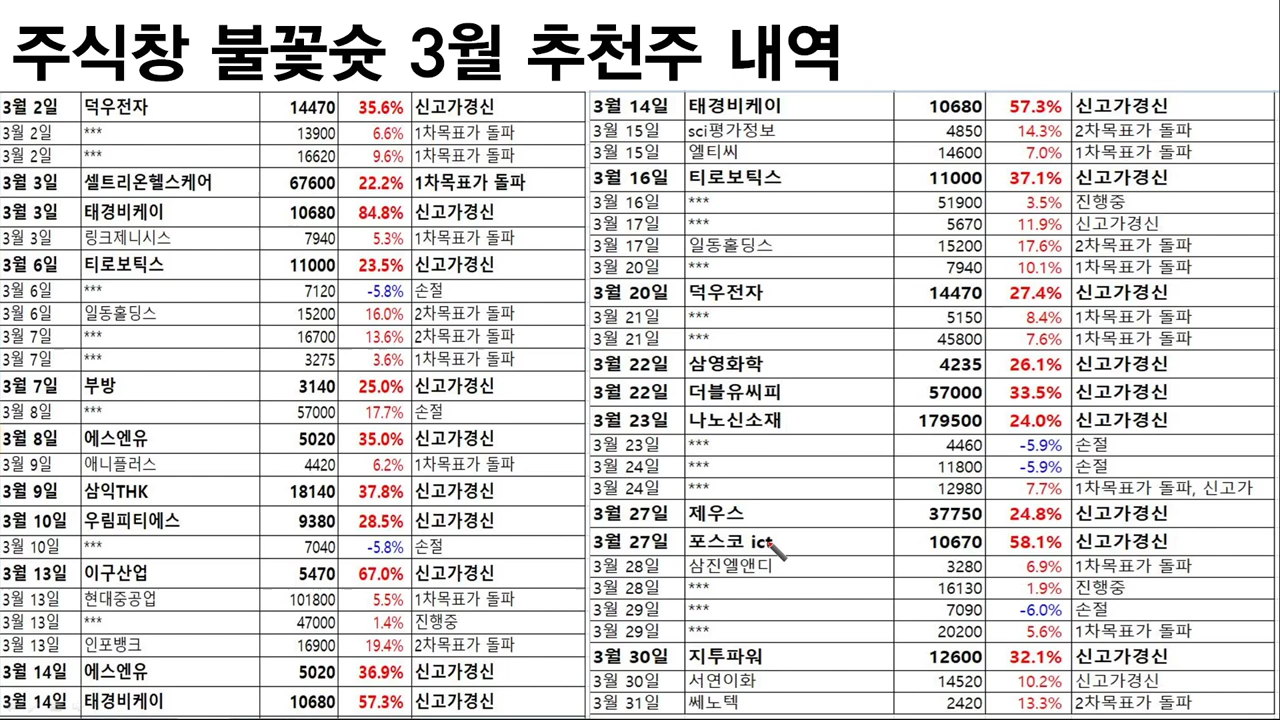 주식창 불꽃슛 3월 추천주 내역
3월 2일 덕우전자 14470 35.6% 신고가경신
3월 2일 *** 13900 6.6% 1차목표가 돌파
3월 2일 *** 16620 9.6% 1차목표가 돌파
3월 3일 셀트리온헬스케어 67600 22.2% 1차목표가 돌파
3월 3일 태경비케이 10680 84.8% 신고가경신
3월 3일 링크제니시스 7940 5.3% 1차목표가 돌파
3월 6일 티로보틱스 11000 23.5% 신고가경신
3월 6일 *** 7120 -5.8% 손절
3월 6일 일동홀딩스 15200 16.0% 2차목표가 돌파
3월 7일 *** 16700 13.6% 2차목표가 돌파
3월 7일 *** 3275 3.6% 1차목표가 돌파
3월 7일 부방 3140 25.0% 신고가경신
3월 8일 *** 57000 17.7% 손절
3월 8일 에스엔유 5020 35.0% 신고가경신
3월 9일 애니플러스 4420 6.2% 1차목표가 돌파
3월 9일 삼익THK 18140 37.8% 신고가경신
3월 10일 우림피티에스 9380 28.5% 신고가경신
3월 10일 *** 7040 -5.8% 손절
3월 13일 이구산업 5470 67.0% 신고가경신
3월 13일 현대중공업 101800 5.5% 1차목표가 돌파
3월 13일 *** 47000 1.4% 진행중
3월 13일 인포뱅크 16900 19.4% 2차목표가 돌파
3월 14일 에스엔유 5020 36.9% 신고가경신
3월 14일 태경비케이 10680 57.3% 신고가경신
3월 14일 태경비케이 10680 57.3% 신고가경신
3월 15일 sci평가정보 4850 14.3% 2차목표가 돌파
3월 15일 엘티씨 14600 7.0% 1차목표가 돌파
3월 16일 티로보틱스 11000 37.1% 신고가경신
3월 16일 *** 51900 3.5% 진행중
3월 17일 *** 5670 11.9% 신고가경신
3월 17일 일동홀딩스 15200 17.6% 2차목표가 돌파
3월 20일 *** 7940 10.1% 1차목표가 돌파
3월 20일 덕우전자 14470 27.4% 신고가경신
3월 21일 *** 5150 8.4% 1차목표가 돌파
3월 21일 *** 45800 7.6% 1차목표가 돌파
3월 22일 삼영화학 4235 26.1% 신고가경신
3월 22일 더블유씨피 57000 33.5% 신고가경신
3월 23일 나노신소재 179500 24.0% 신고가경신
3월 23일 *** 4460 -5.9% 손절
3월 24일 *** 11800 -5.9% 손절
3월 24일 *** 12980 7.7% 1차목표가 돌파, 신고가
3월 27일 제우스 37750 24.8% 신고가경신
3월 27일 포스코 ict 10670 58.1% 신고가경신
3월 28일 삼진엘앤디 3280 6.9% 1차목표가 돌파
3월 28일 *** 16130 1.9% 진행중
3월 29일 *** 7090 -6.0% 손절
3월 29일 *** 20200 5.6% 1차목표가 돌파
3월 30일 지투파워 12600 32.1% 신고가경신
3월 30일 서연이화 14520 10.2% 신고가경신
3월 31일 쎄노텍 2420 13.3% 2차목표가 돌파